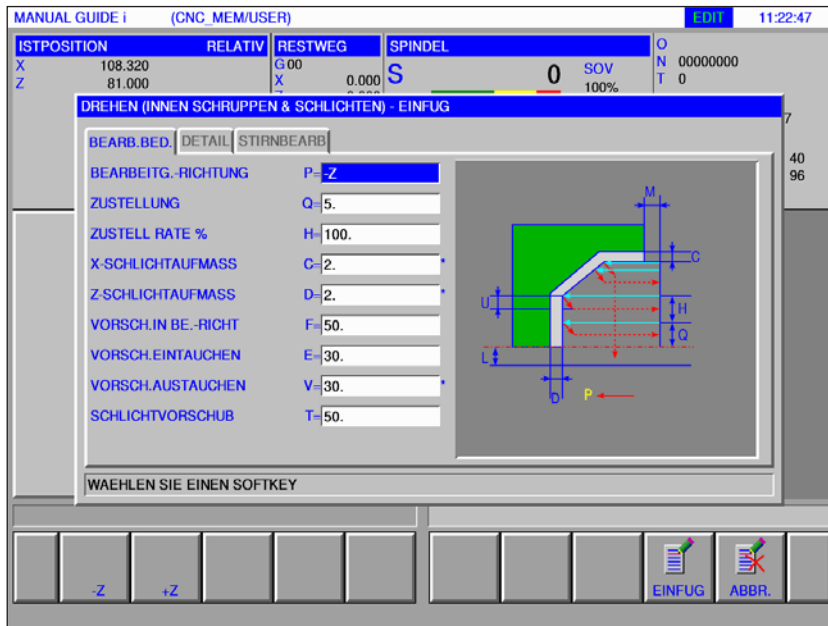 MANUAL GUIDE i (CNC_MEM/USER) EDIT 11:22:47
ISTPOSITION RELATIV RESTWEG SPINDEL O
X 108.320 G 00 S 0 SOV N 00000000
Z 81.000 X 0.000 100% T 0
DREHEN (INNEN SCHRUPPEN & SCHLICHTEN) - EINFUG
7
BEARB.BED. DETAIL STIRNBEARB
40
96
BEARBEITG.-RICHTUNG P= -Z
ZUSTELLUNG Q= 5.
ZUSTELL RATE % H= 100.
X-SCHLICHTAUFMASS C= 2. *
Z-SCHLICHTAUFMASS D= 2. *
VORSCH.IN BE.-RICHT F= 50.
VORSCH.EINTAUCHEN E= 30.
VORSCH.AUSTAUCHEN V= 30. *
SCHLICHTVORSCHUB T= 50.
M
C
U
H
Q
L
D
P
WAEHLEN SIE EINEN SOFTKEY
-Z +Z EINFUG ABBR.